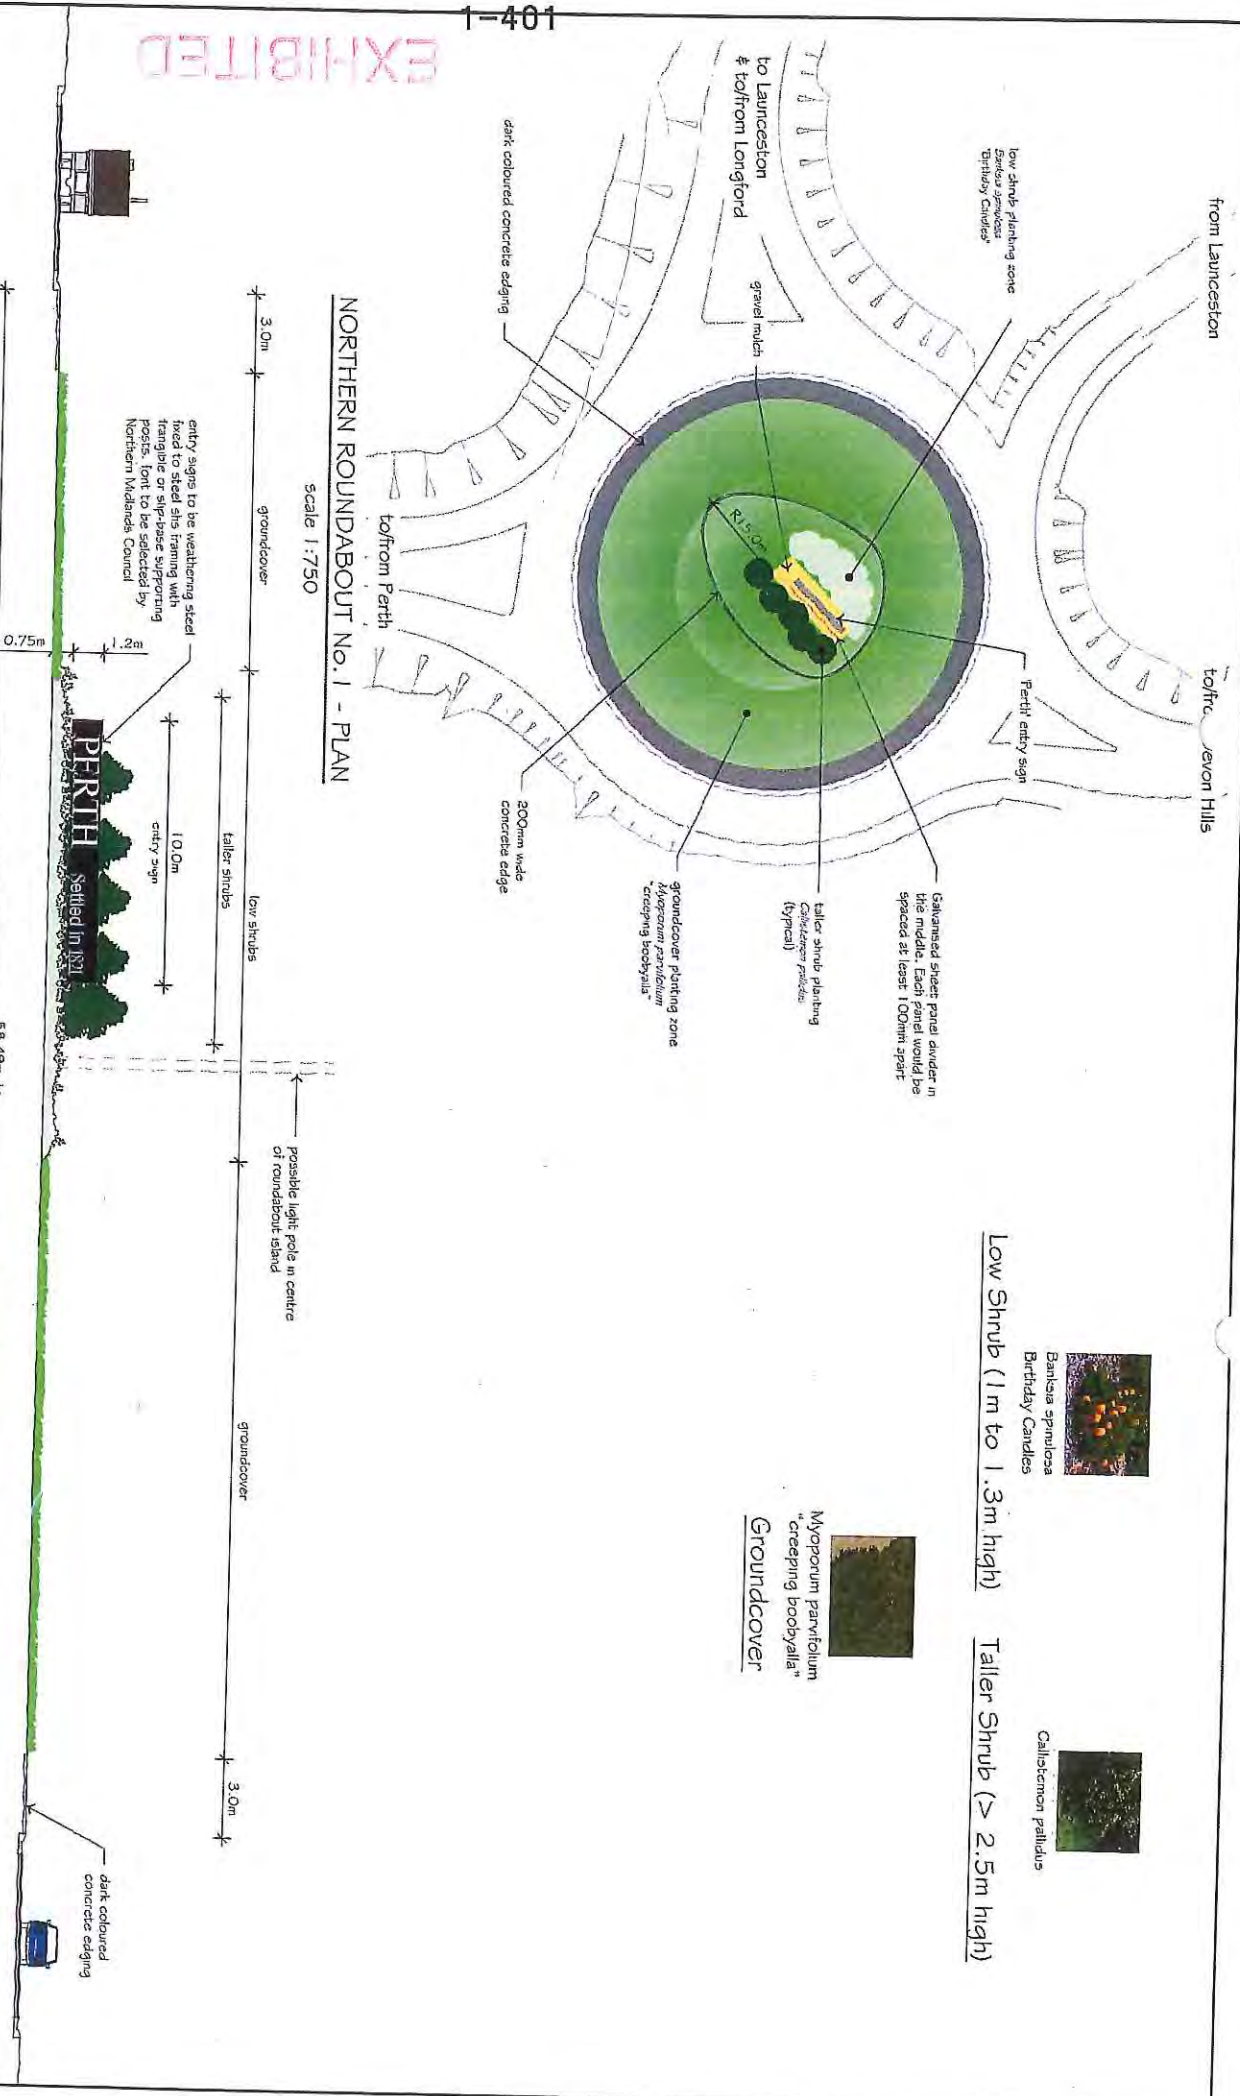 1-401
EXHIBITED
from Launceston
to Launceston
& to/from Longford
low shrub planting zone
Banksia spinulosa
"Birthday Candles"
gravel mulch
dark coloured concrete edging
R15.0m
to/from Perth
'Perth' entry sign
evon Hills
Galvanised sheet panel divider in
the middle. Each panel would be
spaced at least 100mm apart
taller shrub planting
Callistemon pallidus
(typical)
groundcover planting zone
Myoporum parvifolium
"creeping boobyalla"
200mm wide
concrete edge
NORTHERN ROUNDABOUT No.1 - PLAN
scale 1:750
Banksia spinulosa
Birthday Candles
Low Shrub (1m to 1.3m high)
Callistemon pallidus
Taller Shrub (> 2.5m high)
Myoporum parvifolium
"creeping boobyalla"
Groundcover
3.0m
groundcover
low shrubs
groundcover
3.0m
taller shrubs
10.0m
entry sign
entry signs to be weathering steel
fixed to steel shs framing with
frangible or slip-base supporting
posts. font to be selected by
Northern Midlands Council
1.2m
0.75m
PERTH Settled in 1821
possible light pole in centre
of roundabout island
dark coloured
concrete edging